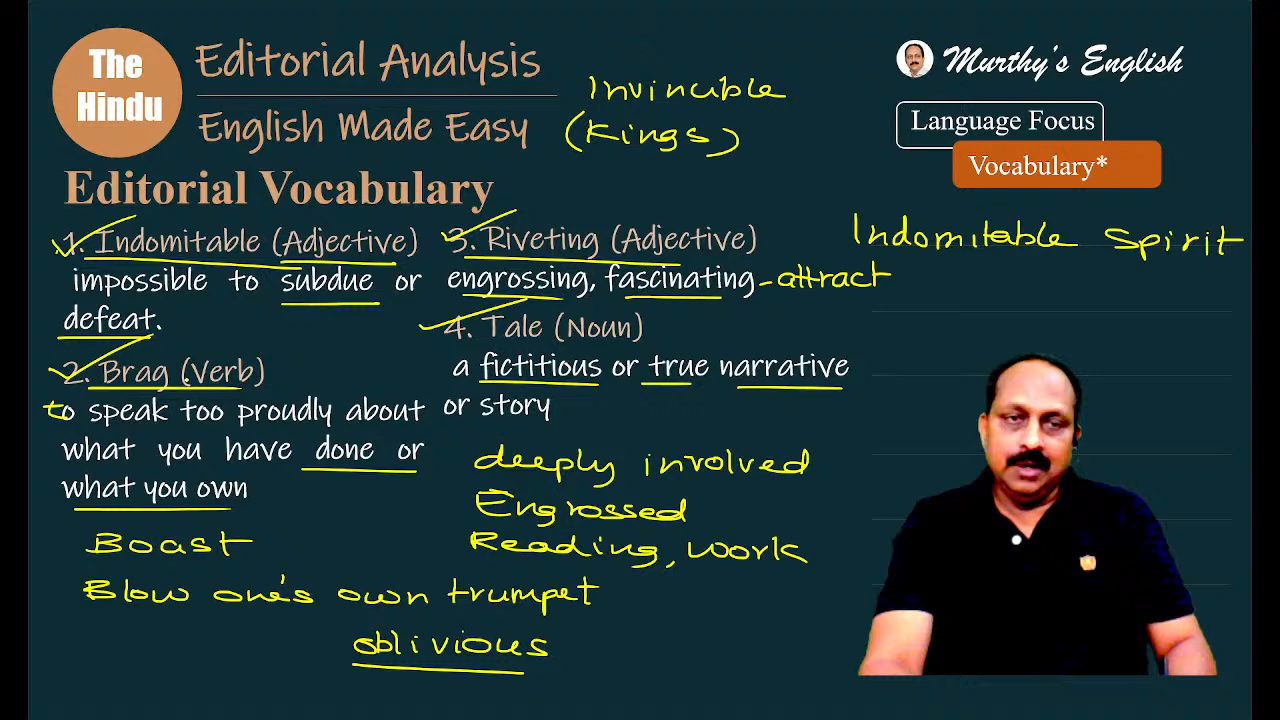 The
Hindu
Editorial Analysis
English Made Easy
Invincible
(Kings)
Murthy's English
Language Focus
Vocabulary*
Editorial Vocabulary
1. Indomitable (Adjective)
impossible to subdue or
defeat.
2. Brag (Verb)
to speak too proudly about
what you have done or
what you own
Boast
Blow one's own trumpet
oblivious
3. Riveting (Adjective)
engrossing, fascinating - attract
4. Tale (Noun)
a fictitious or true narrative
or story
deeply involved
Engrossed
Reading, work
Indomitable Spirit